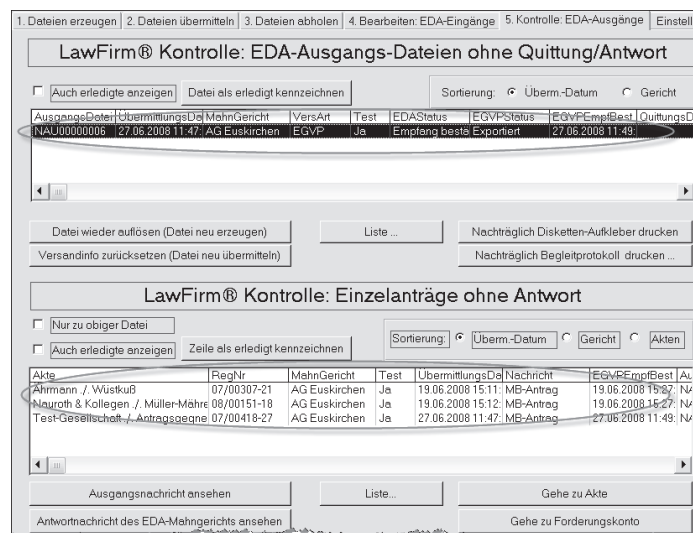 1. Dateien erzeugen 2. Dateien übermitteln 3. Dateien abholen 4. Bearbeiten: EDA-Eingänge 5. Kontrolle: EDA-Ausgänge Einstell
LawFirm® Kontrolle: EDA-Ausgangs-Dateien ohne Quittung/Antwort
Auch erledigte anzeigen Datei als erledigt kennzeichnen Sortierung: Überm.-Datum Gericht
AusgangsDatei ÜbermittlungsDa MahnGericht VersArt Test EDAStatus EGVPStatus EGVPEmpfBest QuittungsD
NAU00000006 27.06.2008 11:47: AG Euskirchen EGVP Ja Empfang bestä Exportiert 27.06.2008 11:49:
Datei wieder auflösen (Datei neu erzeugen) Liste ... Nachträglich Disketten-Aufkleber drucken
Versandinfo zurücksetzen (Datei neu übermitteln) Nachträglich Begleitprotokoll drucken ...
LawFirm® Kontrolle: Einzelanträge ohne Antwort
Nur zu obiger Datei
Auch erledigte anzeigen Zeile als erledigt kennzeichnen Sortierung: Überm.-Datum Gericht Akten
Akte RegNr MahnGericht Test ÜbermittlungsDa Nachricht EGVPEmpfBest Au
Ährmann ./. Wüstkuß 07/00307-21 AG Euskirchen Ja 19.06.2008 15:11: MB-Antrag 19.06.2008 15:27: NA
Nauroth & Kollegen ./. Müller-Mähre 08/00151-18 AG Euskirchen Ja 19.06.2008 15:12: MB-Antrag 19.06.2008 15:27: NA
Test-Gesellschaft ./. Antragsgegne 07/00418-27 AG Euskirchen Ja 27.06.2008 11:47: MB-Antrag 27.06.2008 11:49: NA
Ausgangsnachricht ansehen Liste... Gehe zu Akte
Antwortnachricht des EDA-Mahngerichts ansehen Gehe zu Forderungskonto